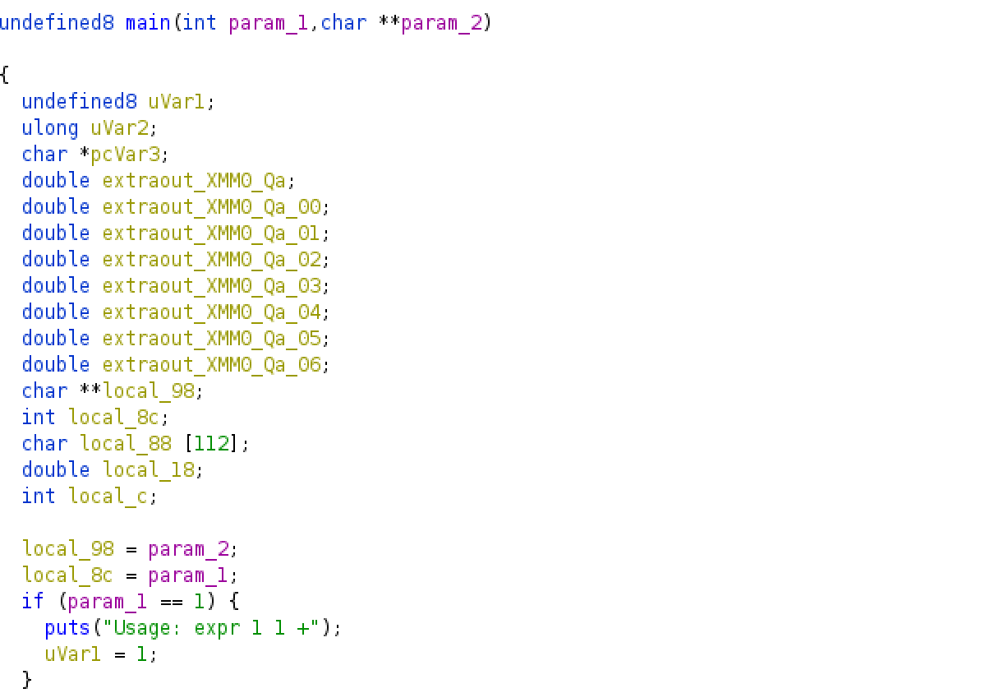 undefined8 main(int param_1,char **param_2)

{
  undefined8 uVar1;
  ulong uVar2;
  char *pcVar3;
  double extraout_XMM0_Qa;
  double extraout_XMM0_Qa_00;
  double extraout_XMM0_Qa_01;
  double extraout_XMM0_Qa_02;
  double extraout_XMM0_Qa_03;
  double extraout_XMM0_Qa_04;
  double extraout_XMM0_Qa_05;
  double extraout_XMM0_Qa_06;
  char **local_98;
  int local_8c;
  char local_88 [112];
  double local_18;
  int local_c;

  local_98 = param_2;
  local_8c = param_1;
  if (param_1 == 1) {
    puts("Usage: expr 1 1 +");
    uVar1 = 1;
  }